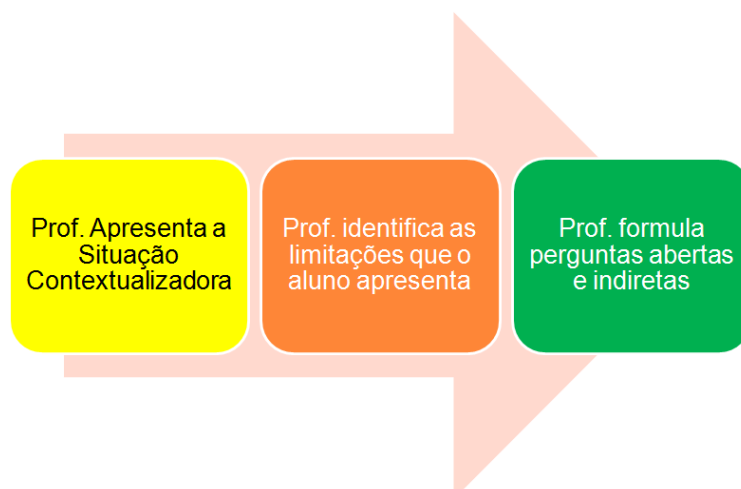 Prof. Apresenta a
Situação
Contextualizadora
Prof. identifica as
limitações que o
aluno apresenta
Prof. formula
perguntas abertas
e indiretas